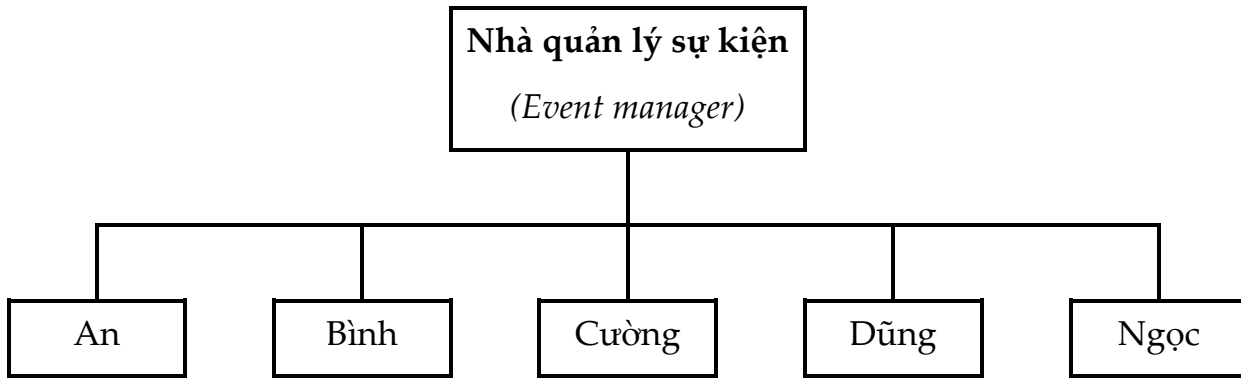 Nhà quản lý sự kiện
(Event manager)
An
Bình
Cường
Dũng
Ngọc